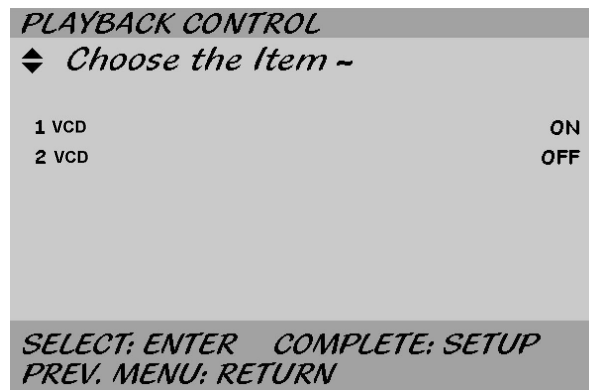 PLAYBACK CONTROL
Choose the Item ~
1 VCD ON
2 VCD OFF
SELECT: ENTER COMPLETE: SETUP
PREV. MENU: RETURN